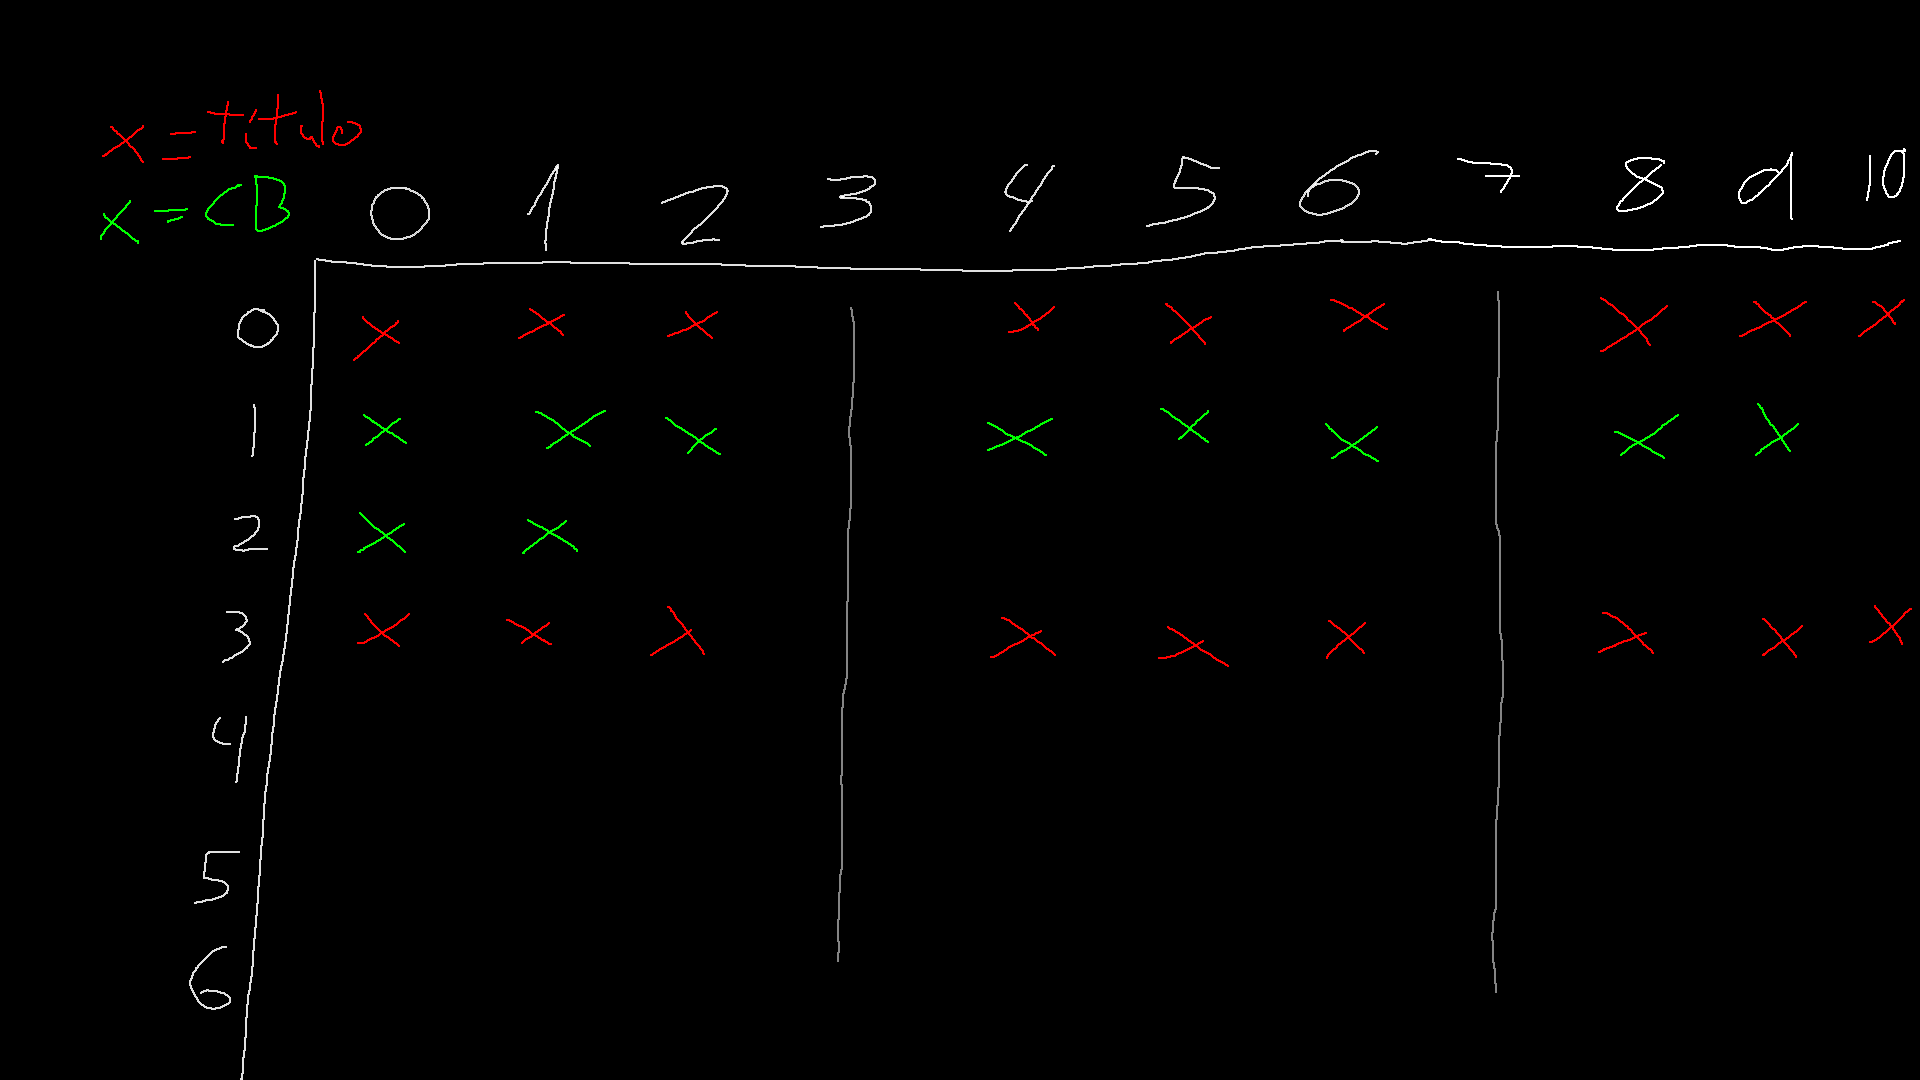 x = titulo
x = CB
0 1 2 3 4 5 6 7 8 9 10
0 x x x x x x x x x
1 x x x x x x x x
2 x x
3 x x x x x x x x x
4
5
6